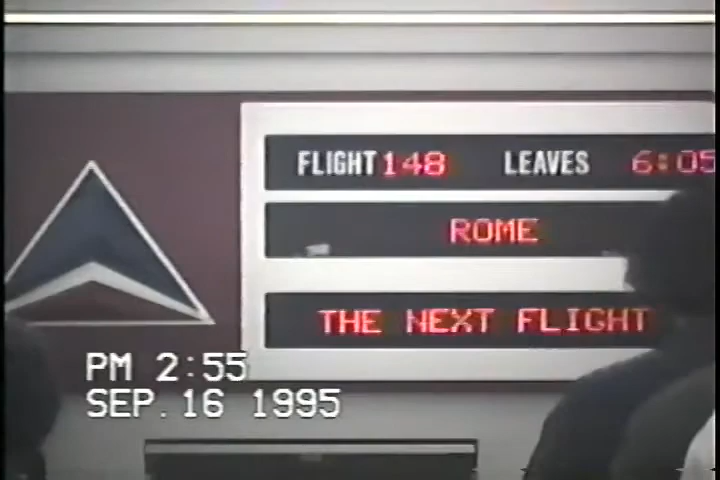 FLIGHT 148 LEAVES 6:05
ROME
THE NEXT FLIGHT
PM 2:55
SEP. 16 1995